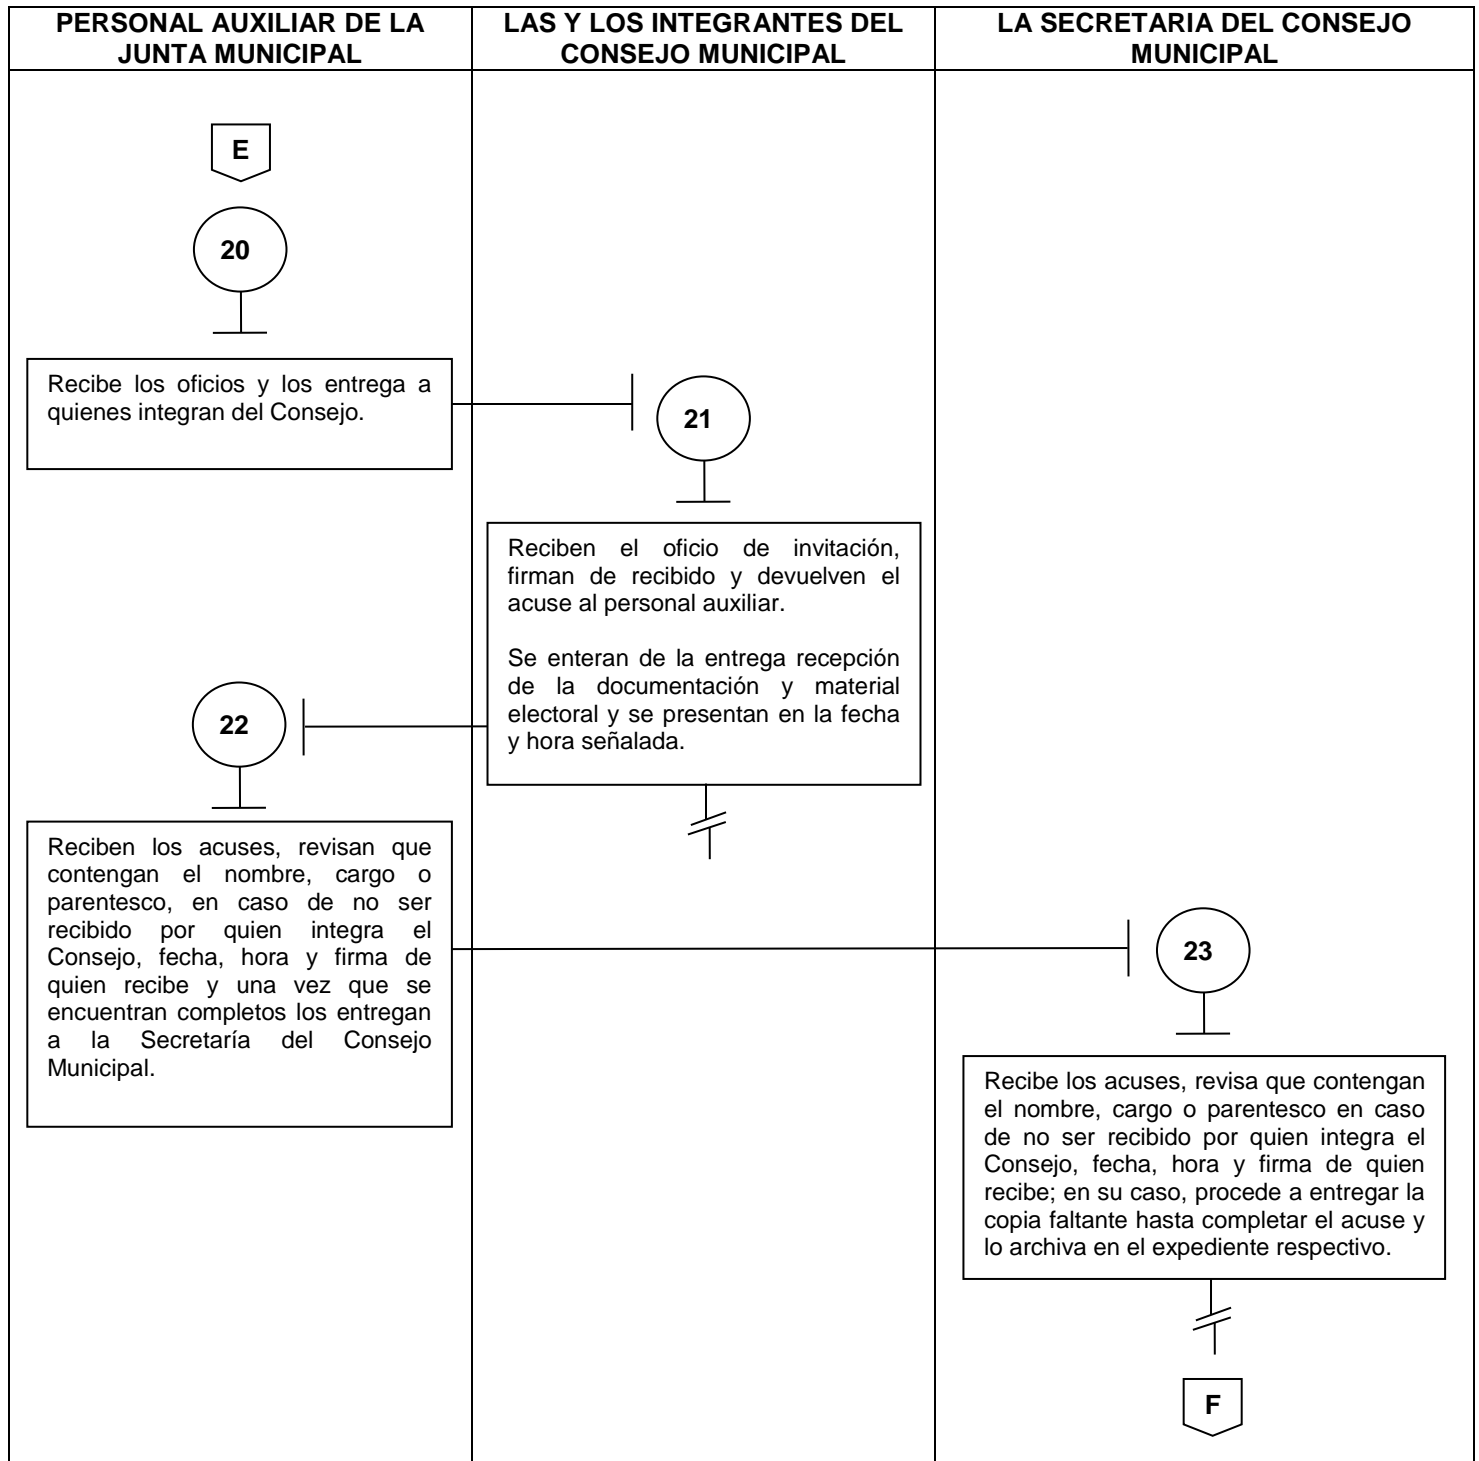 PERSONAL AUXILIAR DE LA
JUNTA MUNICIPAL
LAS Y LOS INTEGRANTES DEL
CONSEJO MUNICIPAL
LA SECRETARIA DEL CONSEJO
MUNICIPAL
E
20
Recibe los oficios y los entrega a
quienes integran del Consejo.
21
Reciben el oficio de invitación,
firman de recibido y devuelven el
acuse al personal auxiliar.
Se enteran de la entrega recepción
de la documentación y material
electoral y se presentan en la fecha
y hora señalada.
22
Reciben los acuses, revisan que
contengan el nombre, cargo o
parentesco, en caso de no ser
recibido por quien integra el
Consejo, fecha, hora y firma de
quien recibe y una vez que se
encuentran completos los entregan
a la Secretaría del Consejo
Municipal.
23
Recibe los acuses, revisa que contengan
el nombre, cargo o parentesco en caso
de no ser recibido por quien integra el
Consejo, fecha, hora y firma de quien
recibe; en su caso, procede a entregar la
copia faltante hasta completar el acuse y
lo archiva en el expediente respectivo.
F